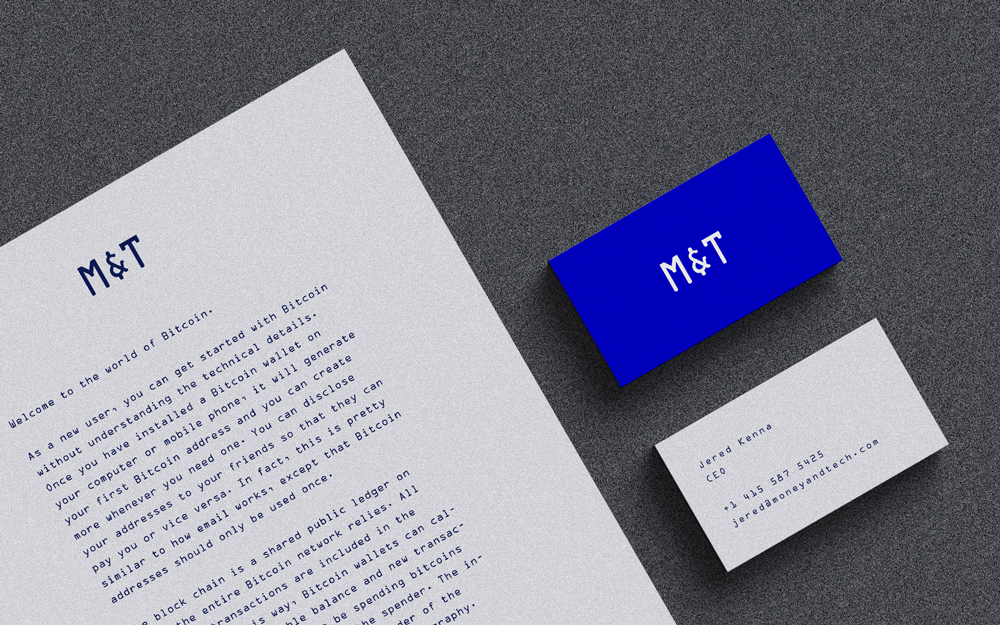 M&T
Welcome to the world of Bitcoin.
As a new user, you can get started with Bitcoin
without understanding the technical details.
Once you have installed a Bitcoin wallet on
your computer or mobile phone, it will generate
your first Bitcoin address and you can create
more whenever you need one. You can disclose
your addresses to your friends so that they can
pay you or vice versa. In fact, this is pretty
similar to how email works, except that Bitcoin
addresses should only be used once.
block chain is a shared public ledger on
the entire Bitcoin network relies. All
transactions are included in the
way, Bitcoin wallets can cal-
balance and new transac-
be spending bitcoins
the spender. The in-
of the
M&T
Jered Kenna
CEO
+1 415 587 5425
jered@moneyandtech.com